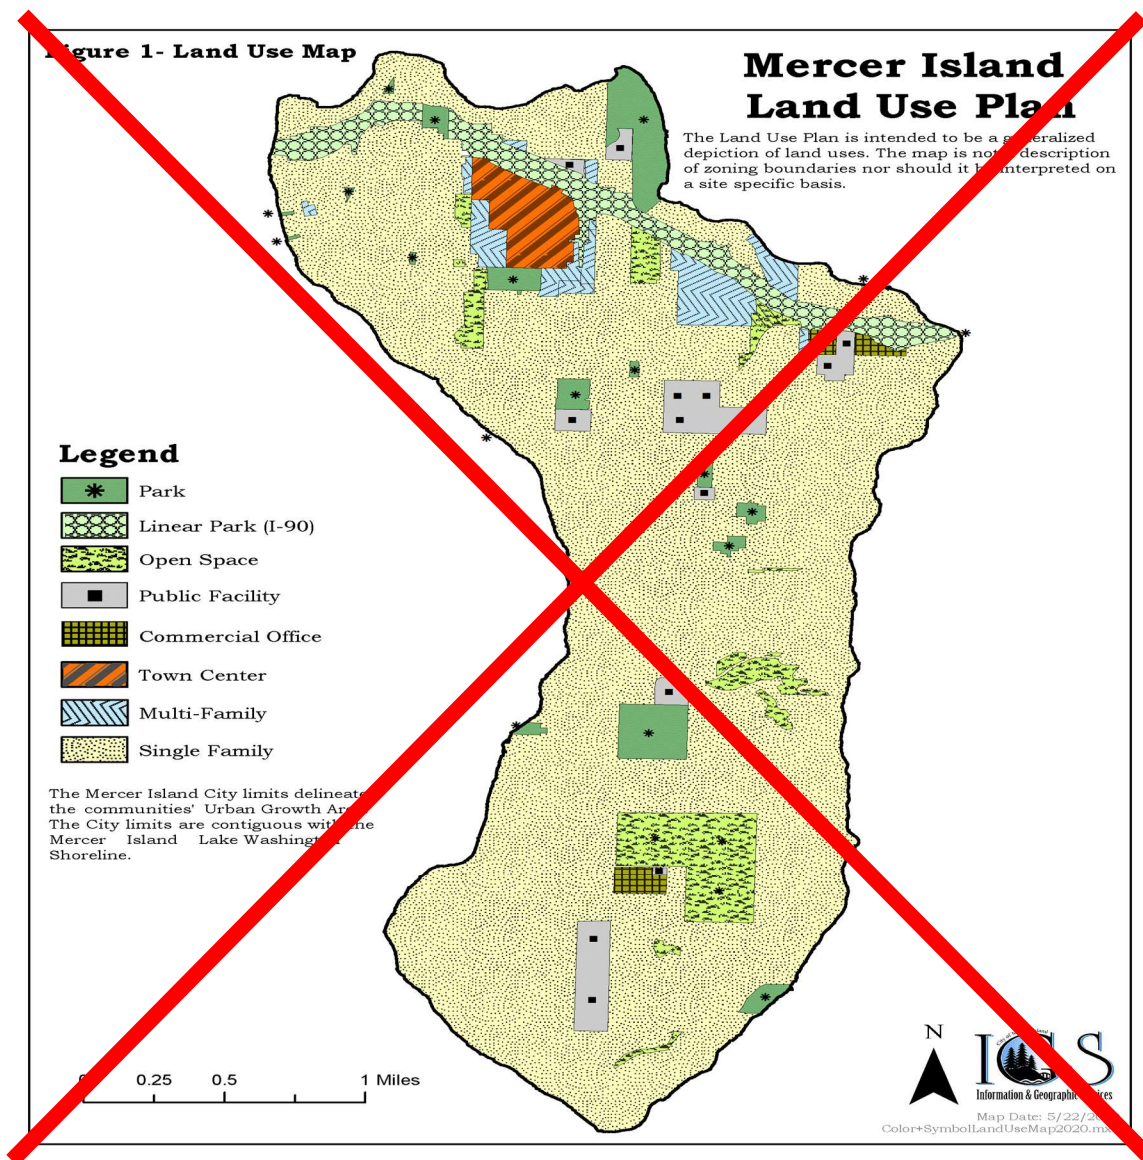 Figure 1- Land Use Map
Mercer Island
Land Use Plan
The Land Use Plan is intended to be a generalized
depiction of land uses. The map is not a description
of zoning boundaries nor should it be interpreted on
a site specific basis.
Legend
Park
Linear Park (I-90)
Open Space
Public Facility
Commercial Office
Town Center
Multi-Family
Single Family
The Mercer Island City limits delineate
the communities' Urban Growth Area.
The City limits are contiguous with the
Mercer Island Lake Washington
Shoreline.
0 0.25 0.5 1 Miles
N
IGS
Information & Geographic Services
Map Date: 5/22/
Color+SymbolLandUseMap2020.mxd